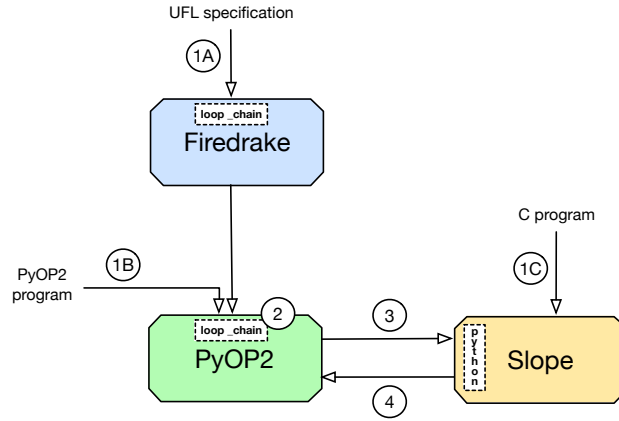 UFL specification
1A
loop _chain
Firedrake
C program
1B
1C
PyOP2
program
2
loop _chain
PyOP2
3
python
Slope
4